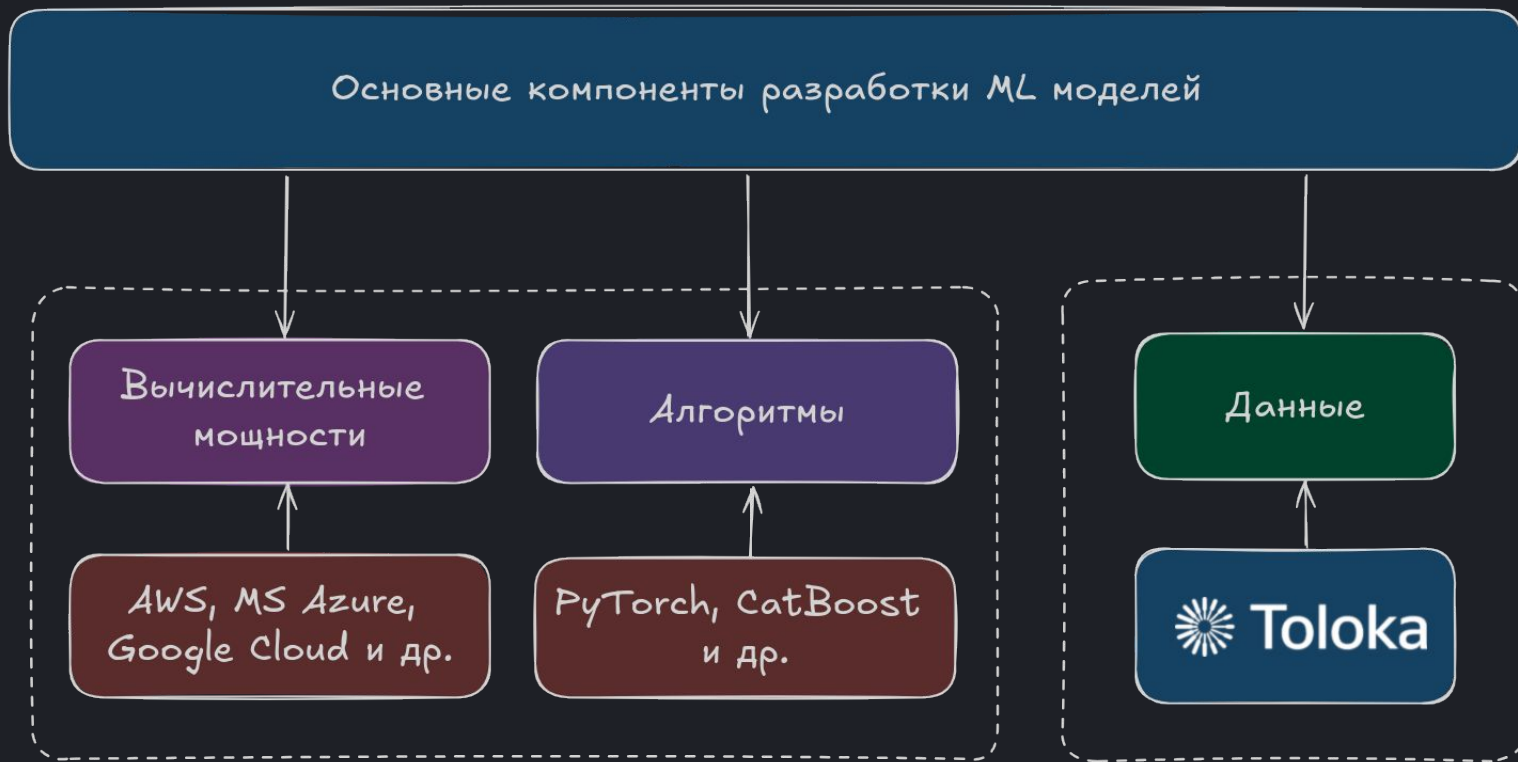 Основные компоненты разработки ML моделей
Вычислительные
мощности
Алгоритмы
Данные
AWS, MS Azure,
Google Cloud и др.
PyTorch, CatBoost
и др.
Toloka